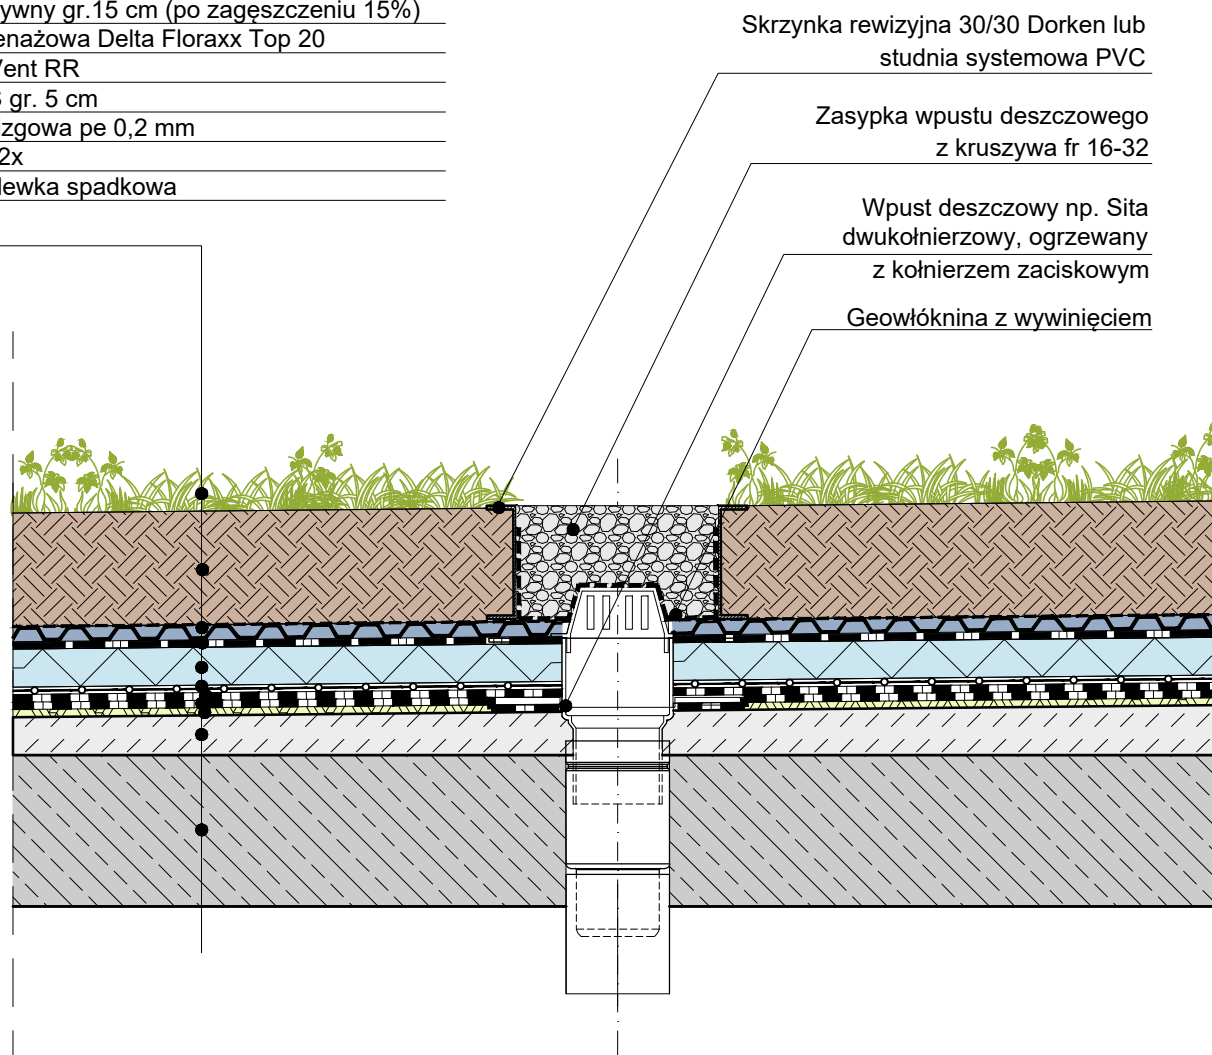 ywny gr.15 cm (po zagęszczeniu 15%)
enażowa Delta Floraxx Top 20
Vent RR
S gr. 5 cm
izgowa pe 0,2 mm
2x
lewka spadkowa
Skrzynka rewizyjna 30/30 Dorken lub
studnia systemowa PVC
Zasypka wpustu deszczowego
z kruszywa fr 16-32
Wpust deszczowy np. Sita
dwukołnierzowy, ogrzewany
z kołnierzem zaciskowym
Geowłóknina z wywinięciem